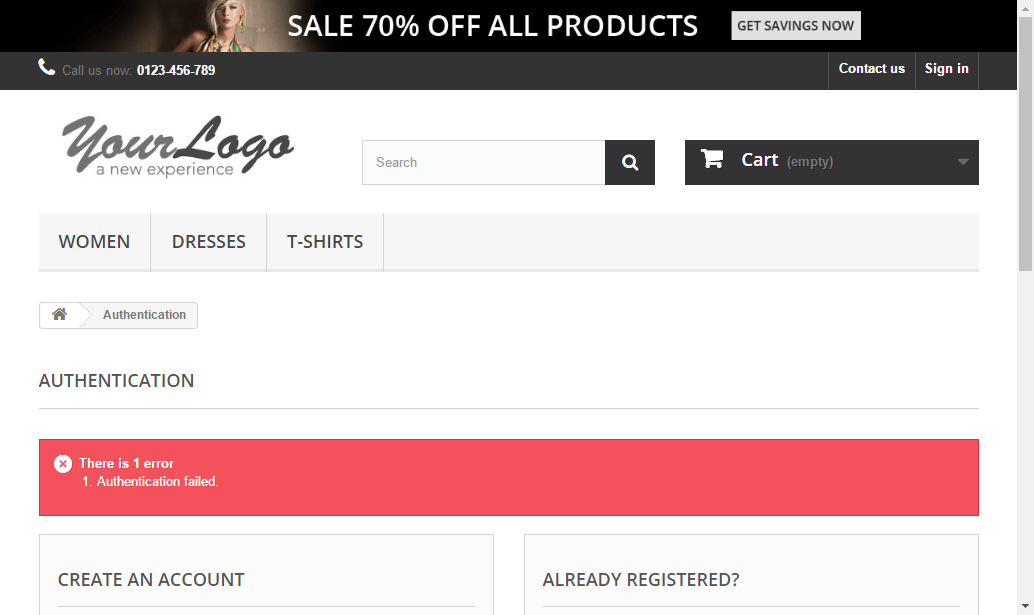 SALE 70% OFF ALL PRODUCTS GET SAVINGS NOW
Call us now: 0123-456-789 Contact us Sign in
YourLogo
a new experience
Search
Cart (empty)
WOMEN DRESSES T-SHIRTS
Authentication
AUTHENTICATION
There is 1 error
1. Authentication failed.
CREATE AN ACCOUNT ALREADY REGISTERED?